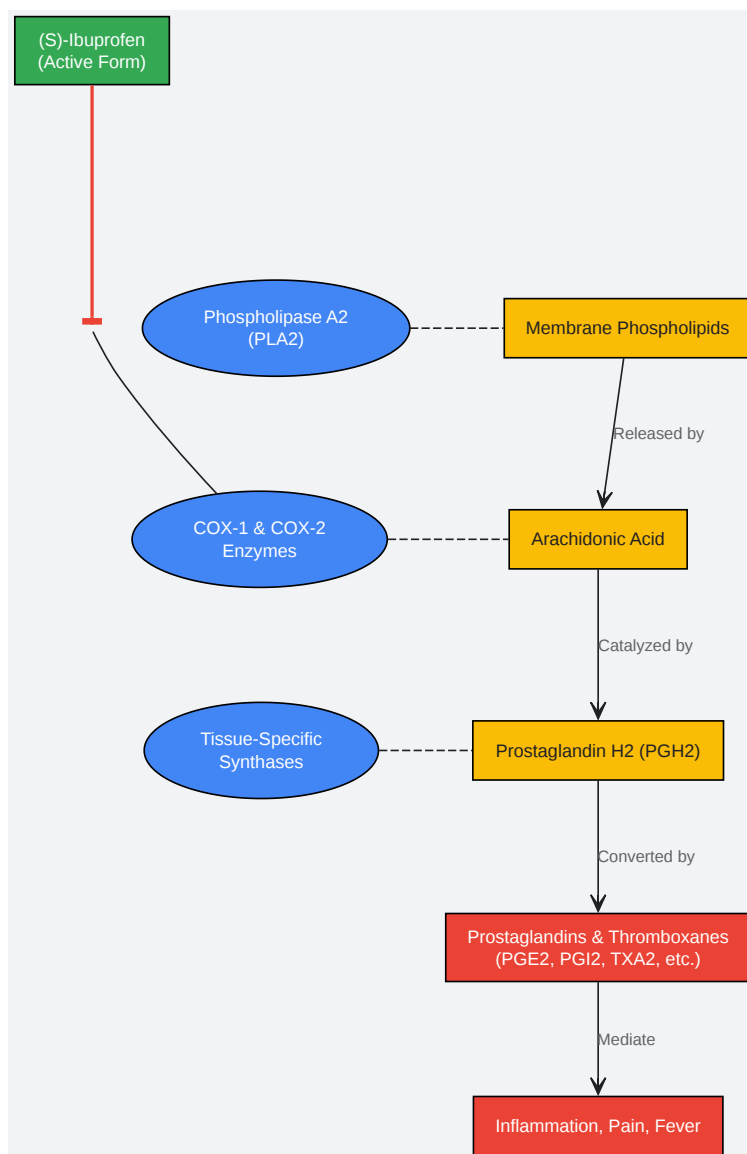 (S)-Ibuprofen
(Active Form)
Phospholipase A2
(PLA2)
Membrane Phospholipids
Released by
COX-1 & COX-2
Enzymes
Arachidonic Acid
Catalyzed by
Tissue-Specific
Synthases
Prostaglandin H2 (PGH2)
Converted by
Prostaglandins & Thromboxanes
(PGE2, PGI2, TXA2, etc.)
Mediate
Inflammation, Pain, Fever